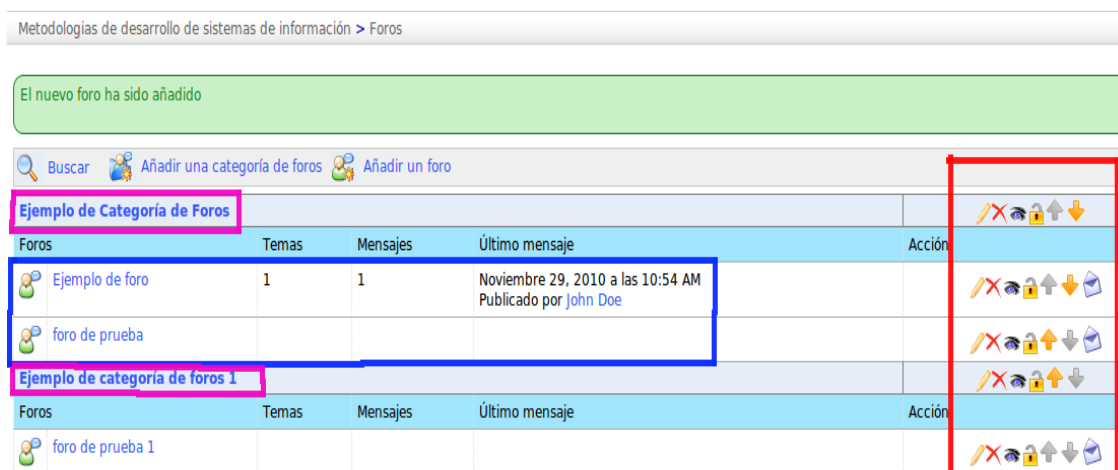 Metodologias de desarrollo de sistemas de información > Foros
El nuevo foro ha sido añadido
Buscar Añadir una categoría de foros Añadir un foro
Ejemplo de Categoría de Foros
Foros Temas Mensajes Último mensaje Acción
Ejemplo de foro 1 1 Noviembre 29, 2010 a las 10:54 AM
Publicado por John Doe
foro de prueba
Ejemplo de categoría de foros 1
Foros Temas Mensajes Último mensaje Acción
foro de prueba 1